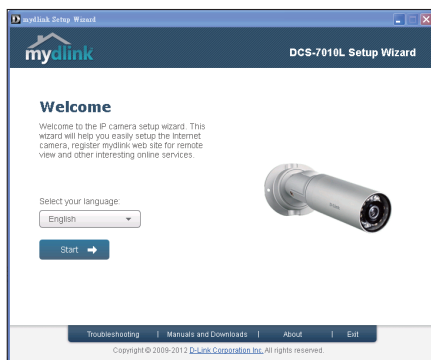 mydlink Setup Wizard
mydlink
DCS-7010L Setup Wizard
Welcome
Welcome to the IP camera setup wizard. This
wizard will help you easily setup the Internet
camera, register mydlink web site for remote
view and other interesting online services.
Select your language:
English
Start
Troubleshooting | Manuals and Downloads | About | Exit
Copyright © 2009-2012 D-Link Corporation Inc. All rights reserved.